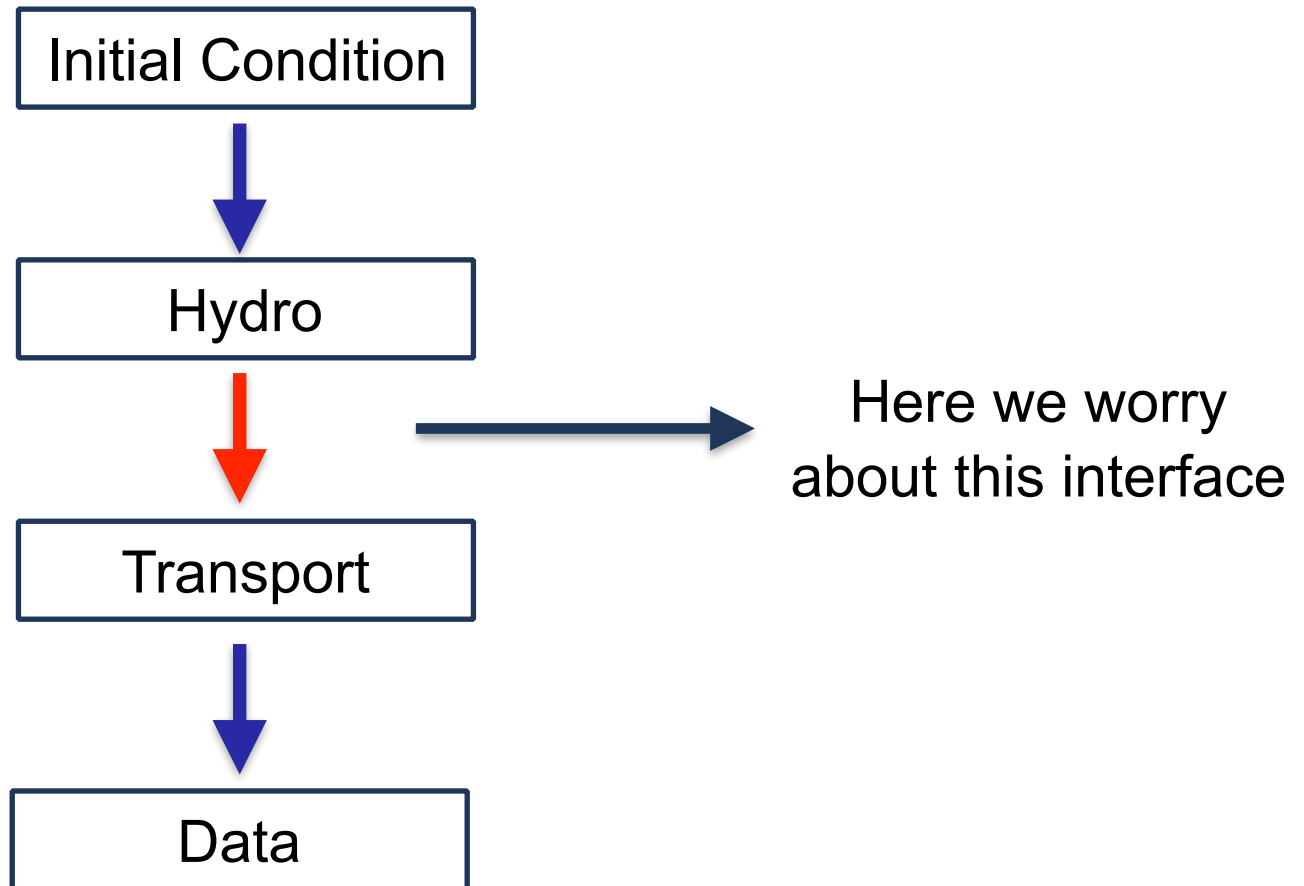 Initial Condition
Hydro
Here we worry
about this interface
Transport
Data